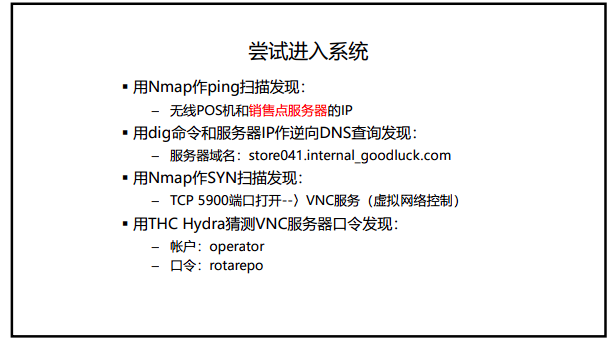 尝试进入系统
▪ 用Nmap作ping扫描发现：
– 无线POS机和销售点服务器的IP
▪ 用dig命令和服务器IP作逆向DNS查询发现：
– 服务器域名：store041.internal_goodluck.com
▪ 用Nmap作SYN扫描发现：
– TCP 5900端口打开--〉VNC服务（虚拟网络控制）
▪ 用THC Hydra猜测VNC服务器口令发现：
– 帐户：operator
– 口令：rotarepo